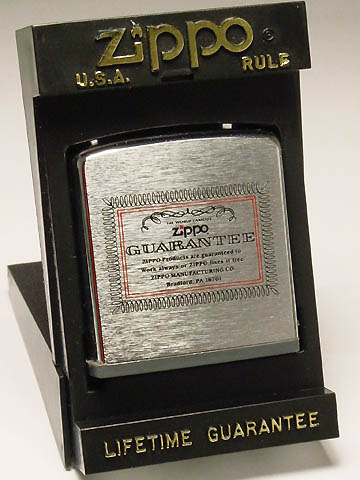 zippo®
U.S.A. RULE
THE WORLD FAMOUS
zippo
GUARANTEE
ZIPPO Products are guaranteed to
Work always or ZIPPO fixes it free
ZIPPO MANUFACTURING CO.
Bradford, PA 16701
LIFETIME GUARANTEE